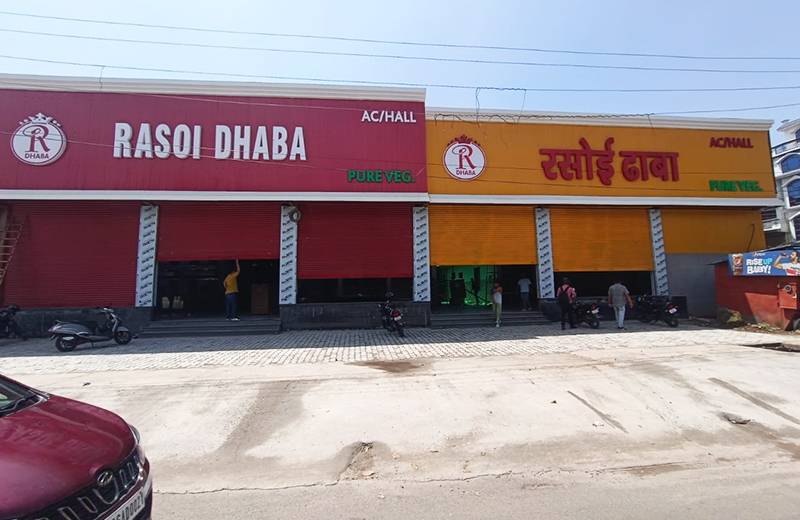 AC/HALL
R
DHABA
RASOI DHABA
PURE VEG.
AC/HALL
R
DHABA
रसोई ढाबा
PURE VEG.
RISE UP
BABY!